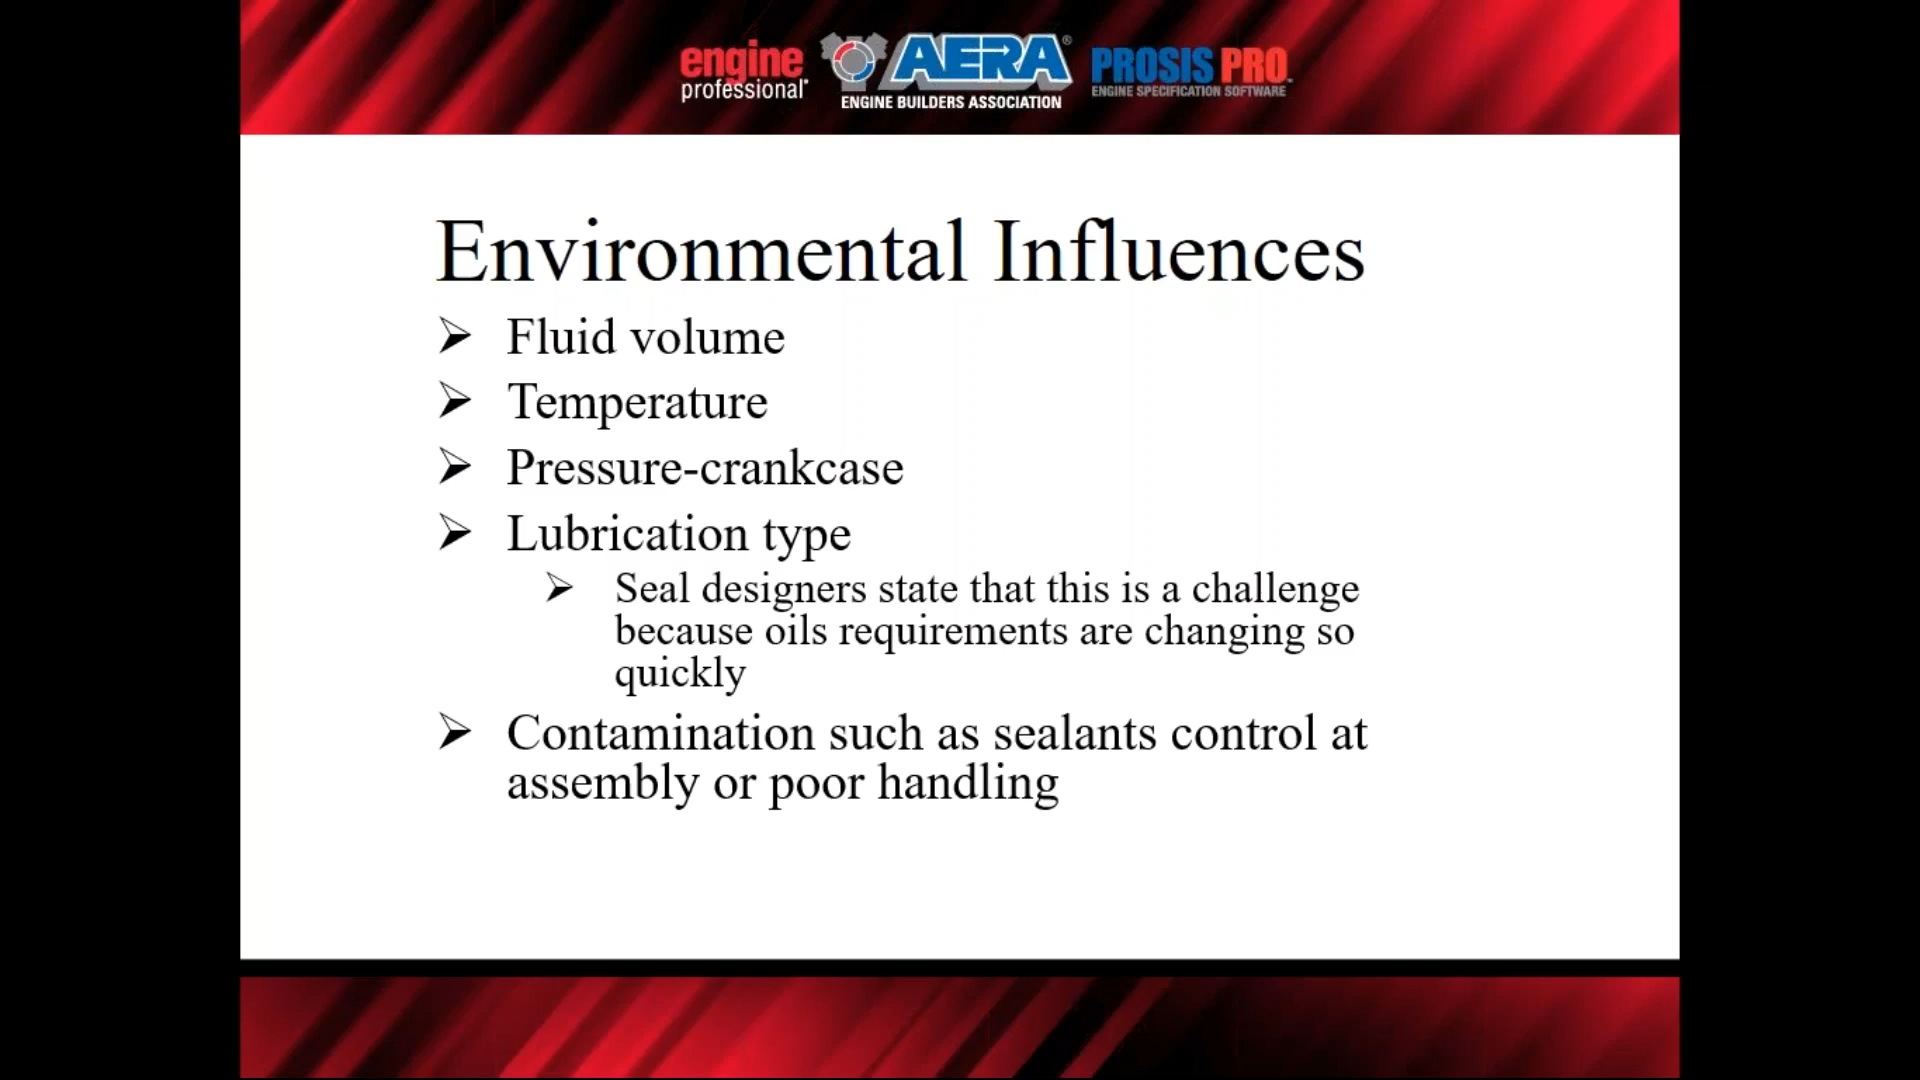 engine
professional
AERA®
ENGINE BUILDERS ASSOCIATION
PROSIS PRO™
ENGINE SPECIFICATION SOFTWARE
Environmental Influences
Fluid volume
Temperature
Pressure-crankcase
Lubrication type
Seal designers state that this is a challenge
because oils requirements are changing so
quickly
Contamination such as sealants control at
assembly or poor handling